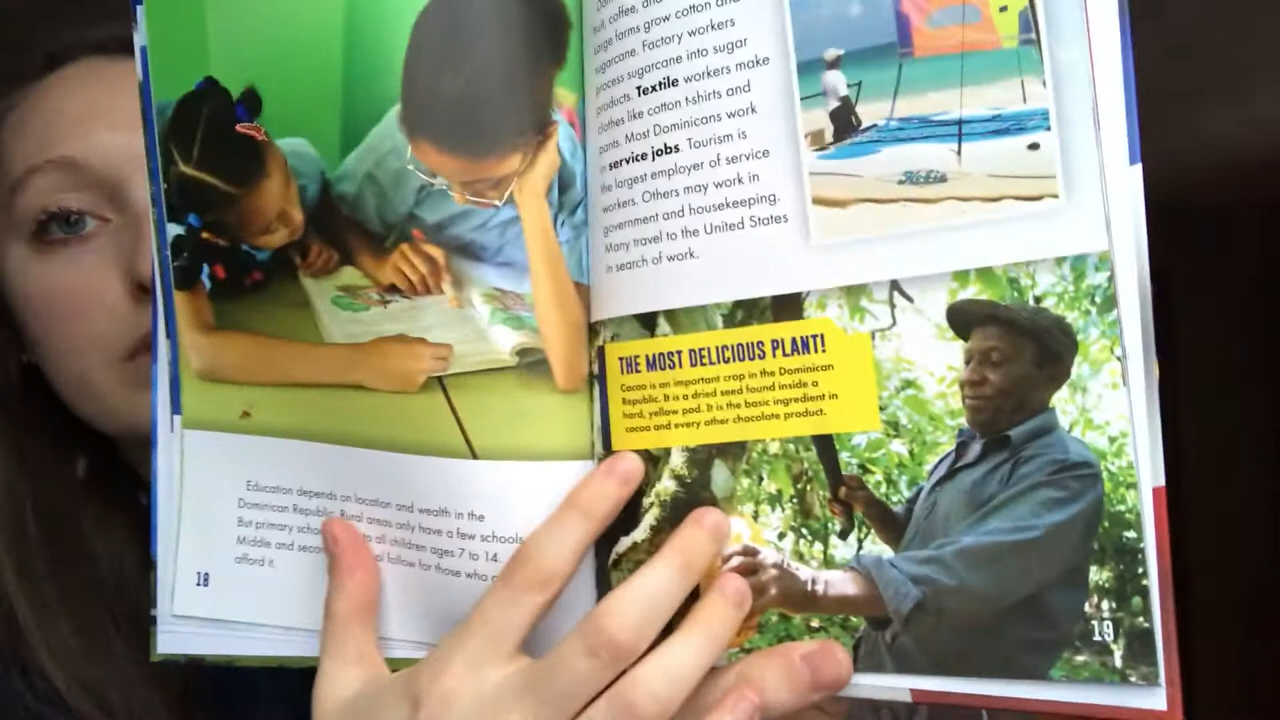 Education depends on location and wealth in the
Dominican Republic. Rural areas only have a few schools.
But primary to all children ages 7 to 14.
Middle and follow for those who
afford it.
18
fruit, coffee, and
Large farms grow cotton and
sugarcane. Factory workers
process sugarcane into sugar
products. Textile workers make
clothes like cotton t-shirts and
pants. Most Dominicans work
in service jobs. Tourism is
the largest employer of service
workers. Others may work in
government and housekeeping.
Many travel to the United States
in search of work.
Hobie
THE MOST DELICIOUS PLANT!
Cacao is an important crop in the Dominican
Republic. It is a dried seed found inside a
hard, yellow pod. It is the basic ingredient in
cocoa and every other chocolate product.
19